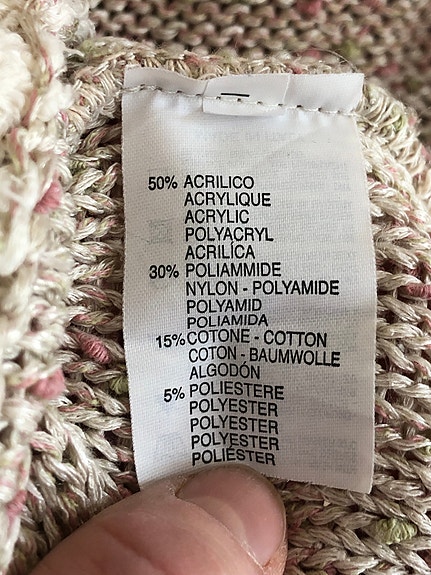 50% ACRILICO
ACRYLIQUE
ACRYLIC
POLYACRYL
ACRILÍCA
30% POLIAMMIDE
NYLON - POLYAMIDE
POLYAMID
POLIAMIDA
15% COTONE - COTTON
COTON - BAUMWOLLE
ALGODÓN
5% POLIESTERE
POLYESTER
POLYESTER
POLYESTER
POLIÉSTER